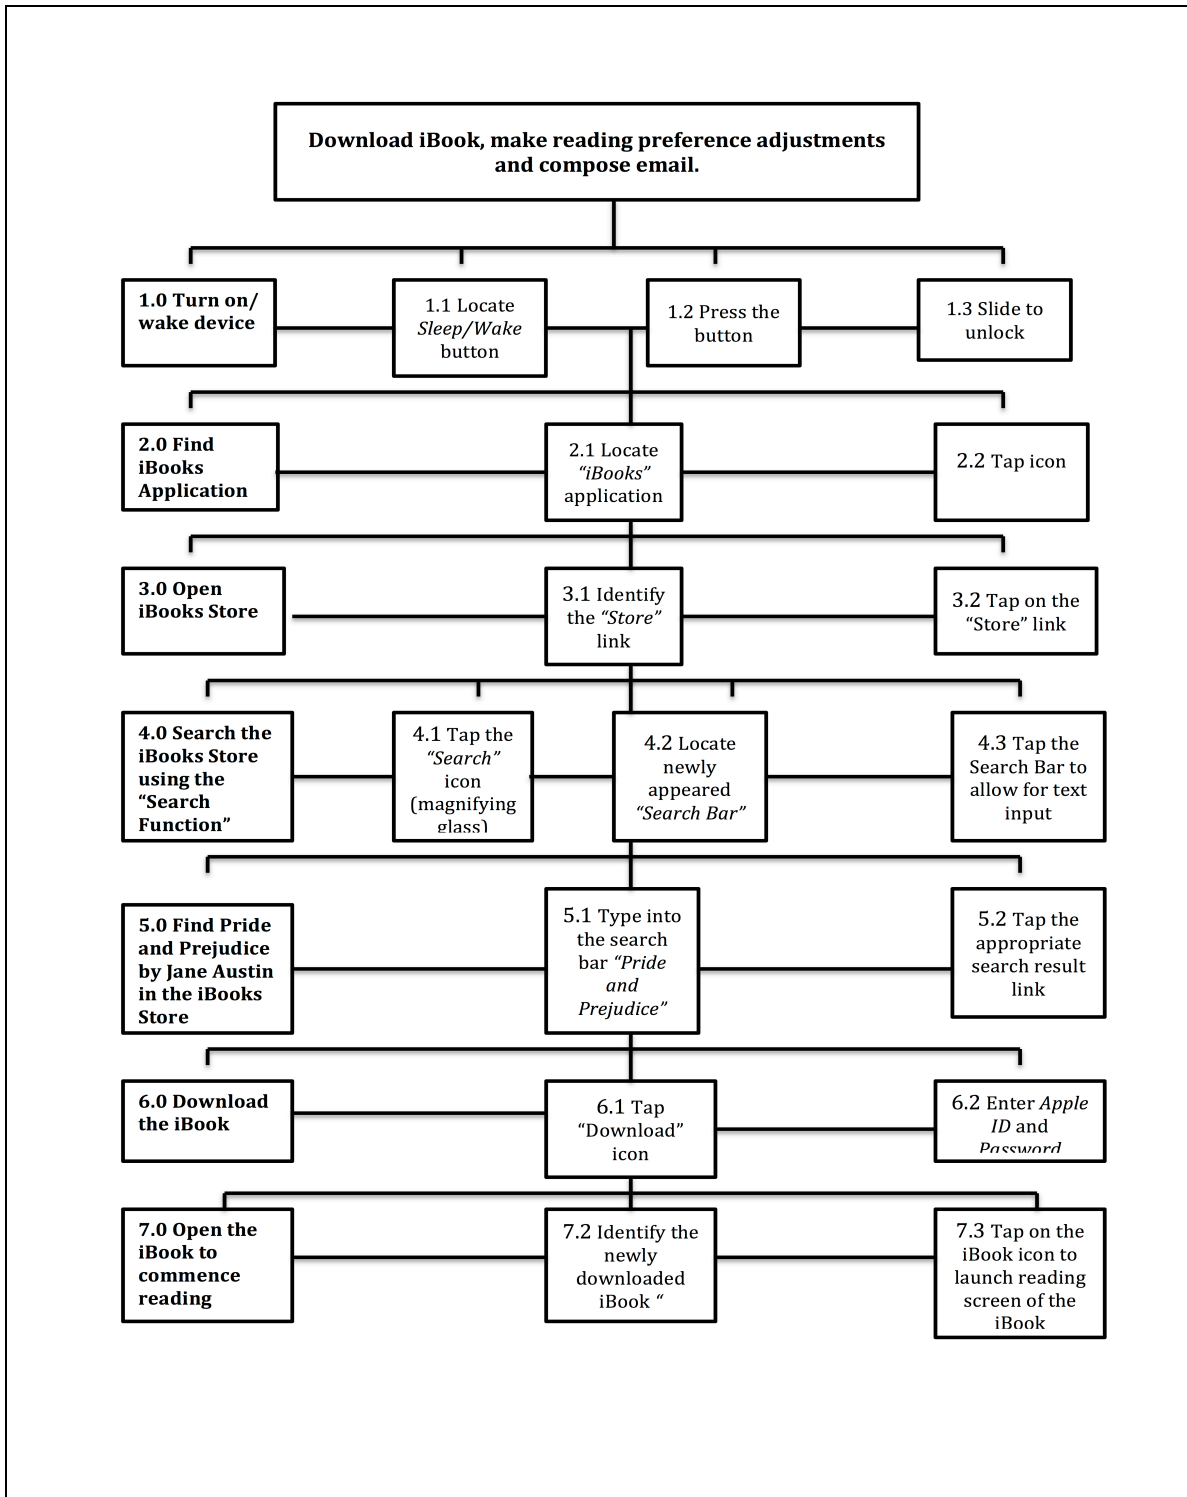 Download iBook, make reading preference adjustments
and compose email.
1.0 Turn on/
wake device
1.1 Locate
Sleep/Wake
button
1.2 Press the
button
1.3 Slide to
unlock
2.0 Find
iBooks
Application
2.1 Locate
“iBooks”
application
2.2 Tap icon
3.0 Open
iBooks Store
3.1 Identify
the “Store”
link
3.2 Tap on the
“Store” link
4.0 Search the
iBooks Store
using the
“Search
Function”
4.1 Tap the
“Search”
icon
(magnifying
glass)
4.2 Locate
newly
appeared
“Search Bar”
4.3 Tap the
Search Bar to
allow for text
input
5.0 Find Pride
and Prejudice
by Jane Austin
in the iBooks
Store
5.1 Type into
the search
bar “Pride
and
Prejudice”
5.2 Tap the
appropriate
search result
link
6.0 Download
the iBook
6.1 Tap
“Download”
icon
6.2 Enter Apple
ID and
Password
7.0 Open the
iBook to
commence
reading
7.2 Identify the
newly
downloaded
iBook “
7.3 Tap on the
iBook icon to
launch reading
screen of the
iBook